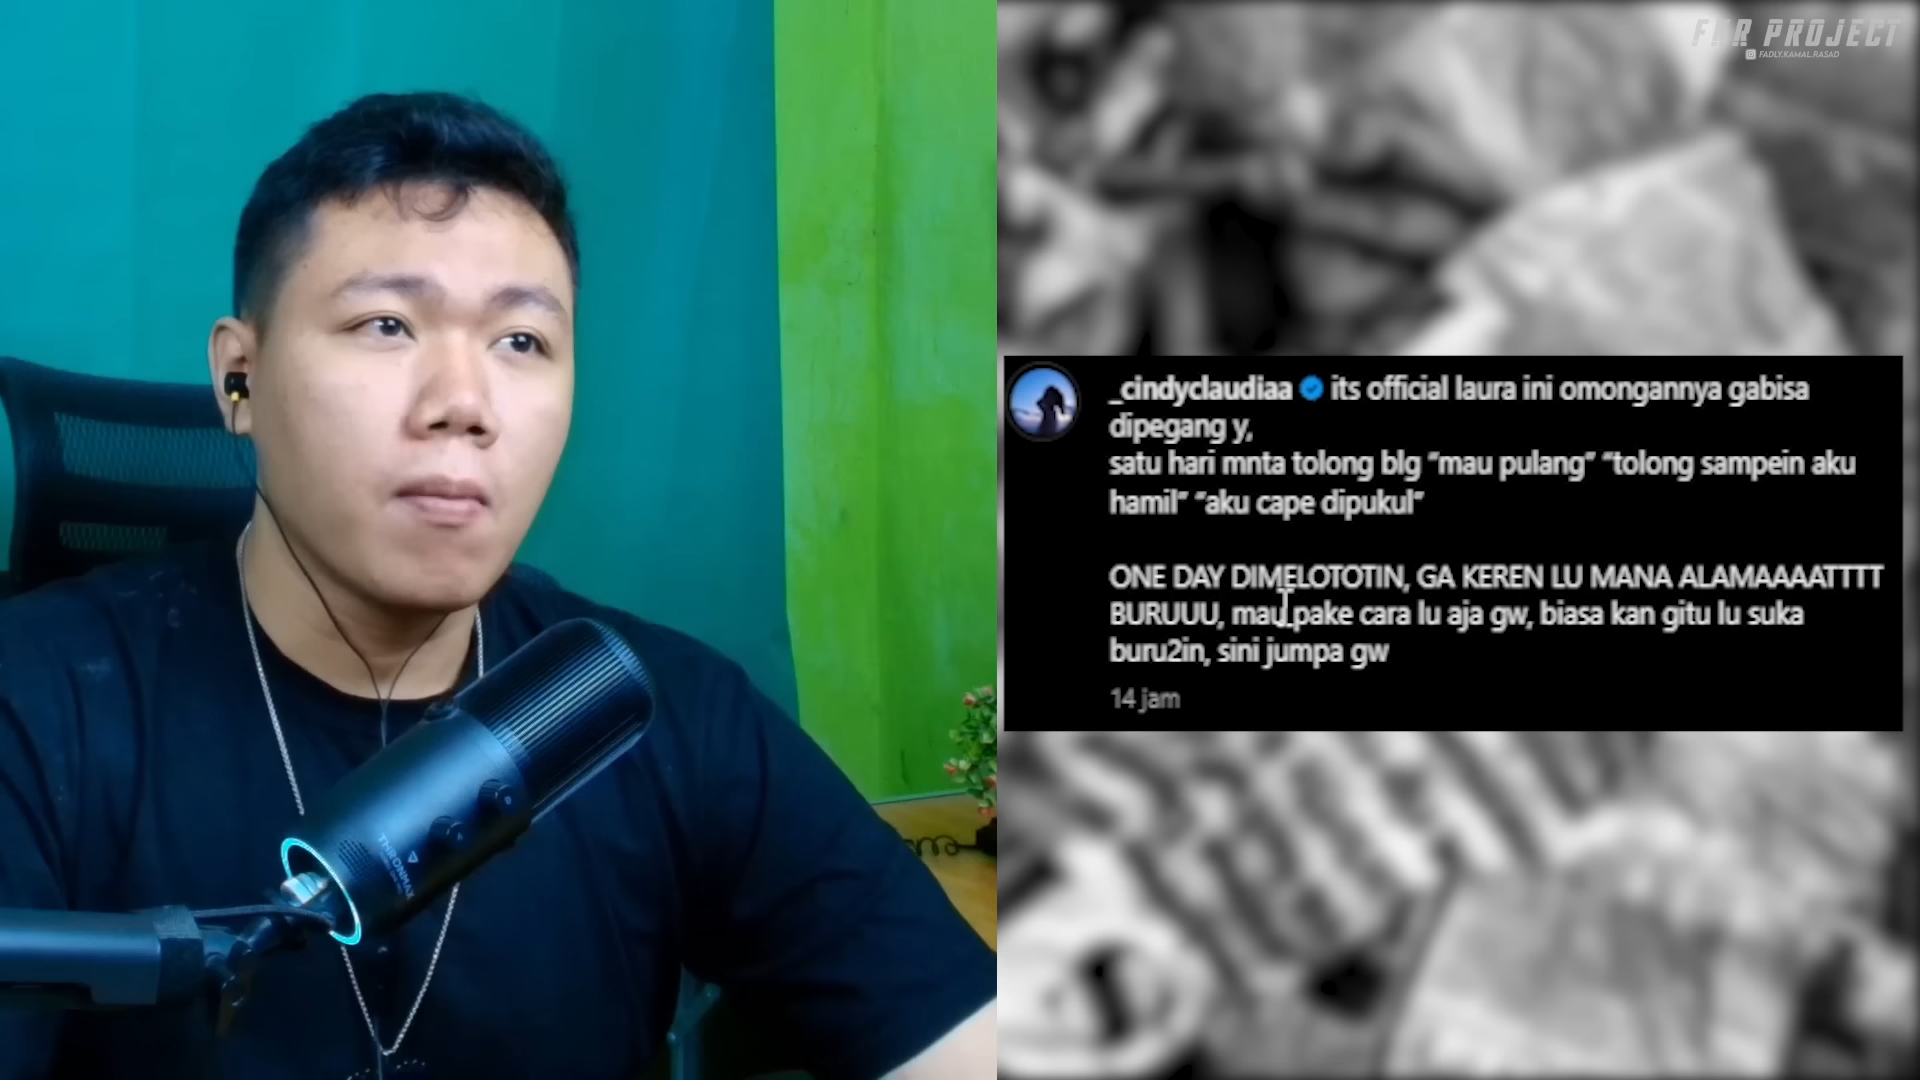 FKR PROJECT
FADLY.KAMAL.RASAD
_cindyclaudiaa its official laura ini omongannya gabisa
dipegang y,
satu hari mnta tolong blg "mau pulang" "tolong sampein aku
hamil" "aku cape dipukul"
ONE DAY DIMELOTOTIN, GA KEREN LU MANA ALAMAAAATTTT
BURUUU, mau pake cara lu aja gw, biasa kan gitu lu suka
buru2in, sini jumpa gw
14 jam
THRONMAX